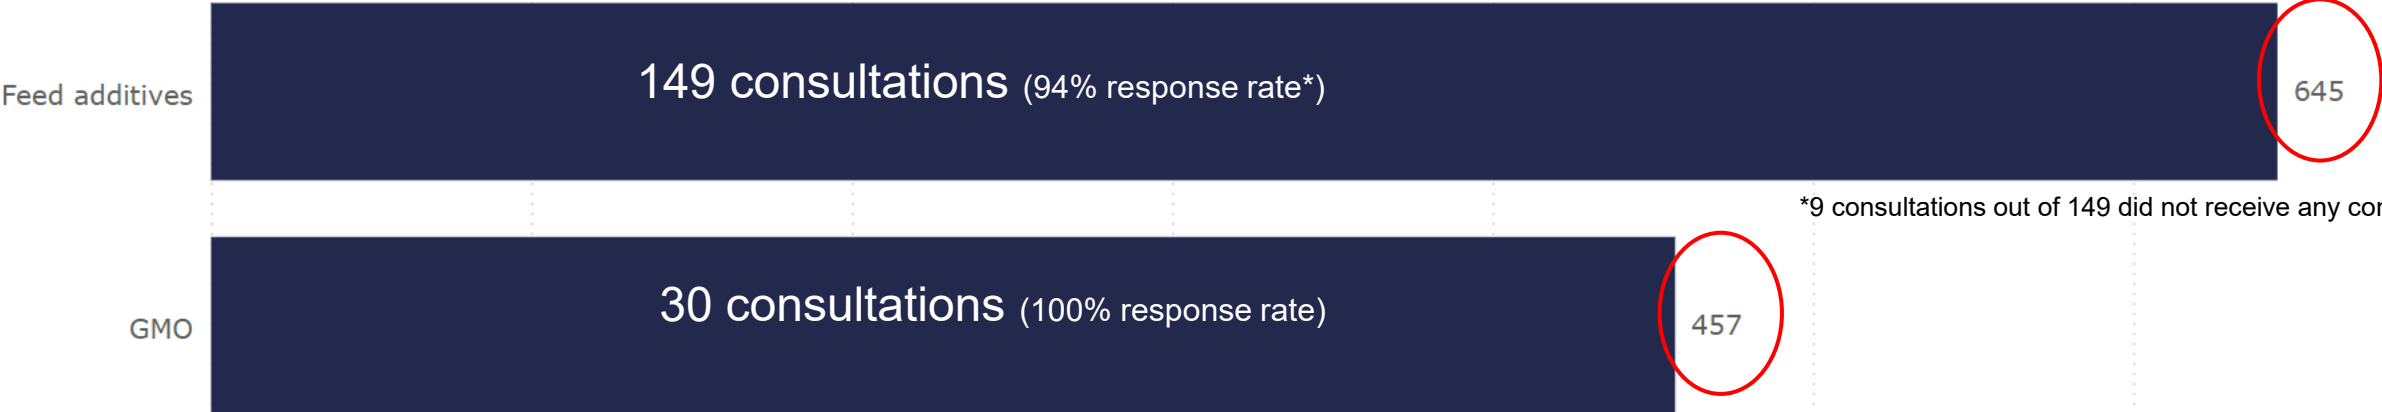 149 consultations (94% response rate*)
Feed additives
645
*9 consultations out of 149 did not receive any
30 consultations (100% response rate)
GMO
457